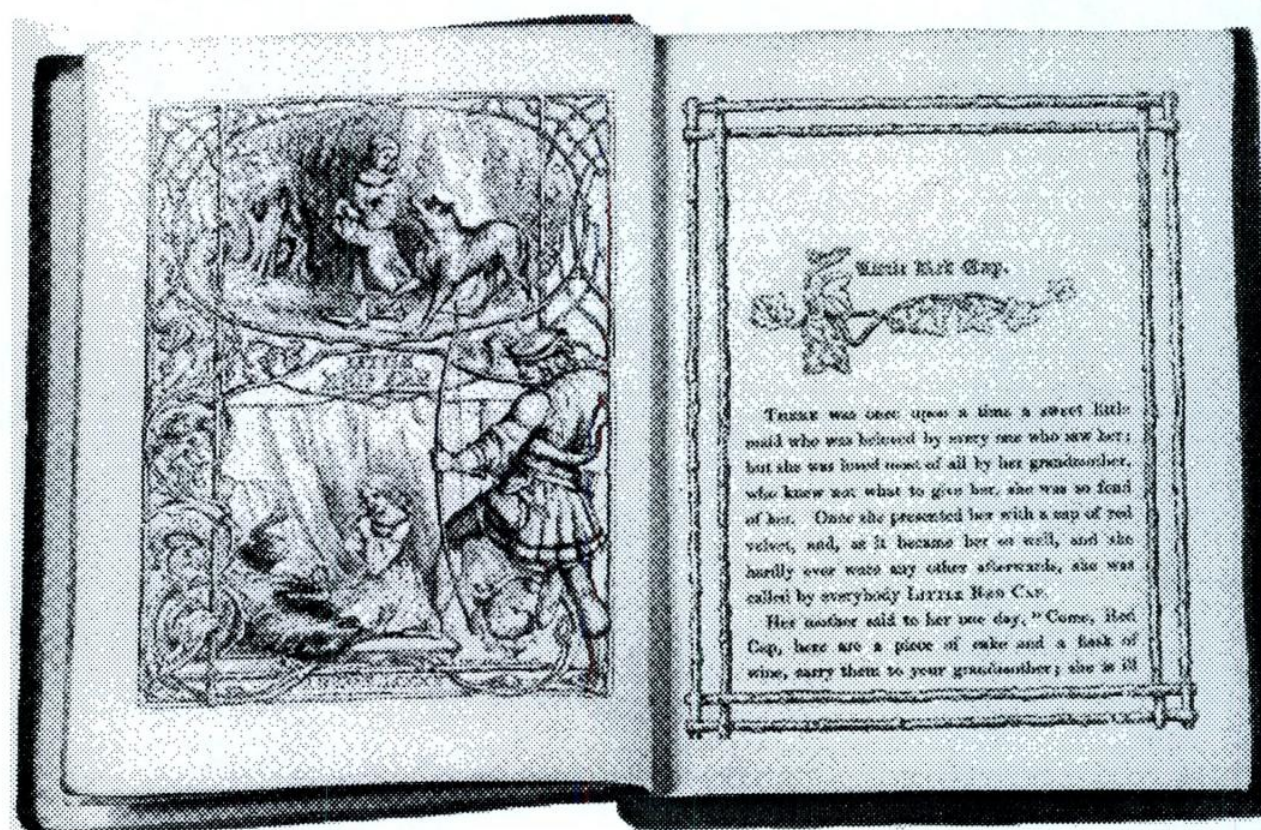 Little Red Cap.
THERE was once upon a time a sweet little
maid who was beloved by every one who saw her;
but she was loved most of all by her grandmother,
who knew not what to give her, she was so fond
of her. Once she presented her with a cap of red
velvet, and, as it became her so well, and she
hardly ever wore any other afterwards, she was
called by everybody LITTLE RED CAP.
Her mother said to her one day, "Come, Red
Cap, here are a piece of cake and a flask of
wine, carry them to your grandmother; she is ill